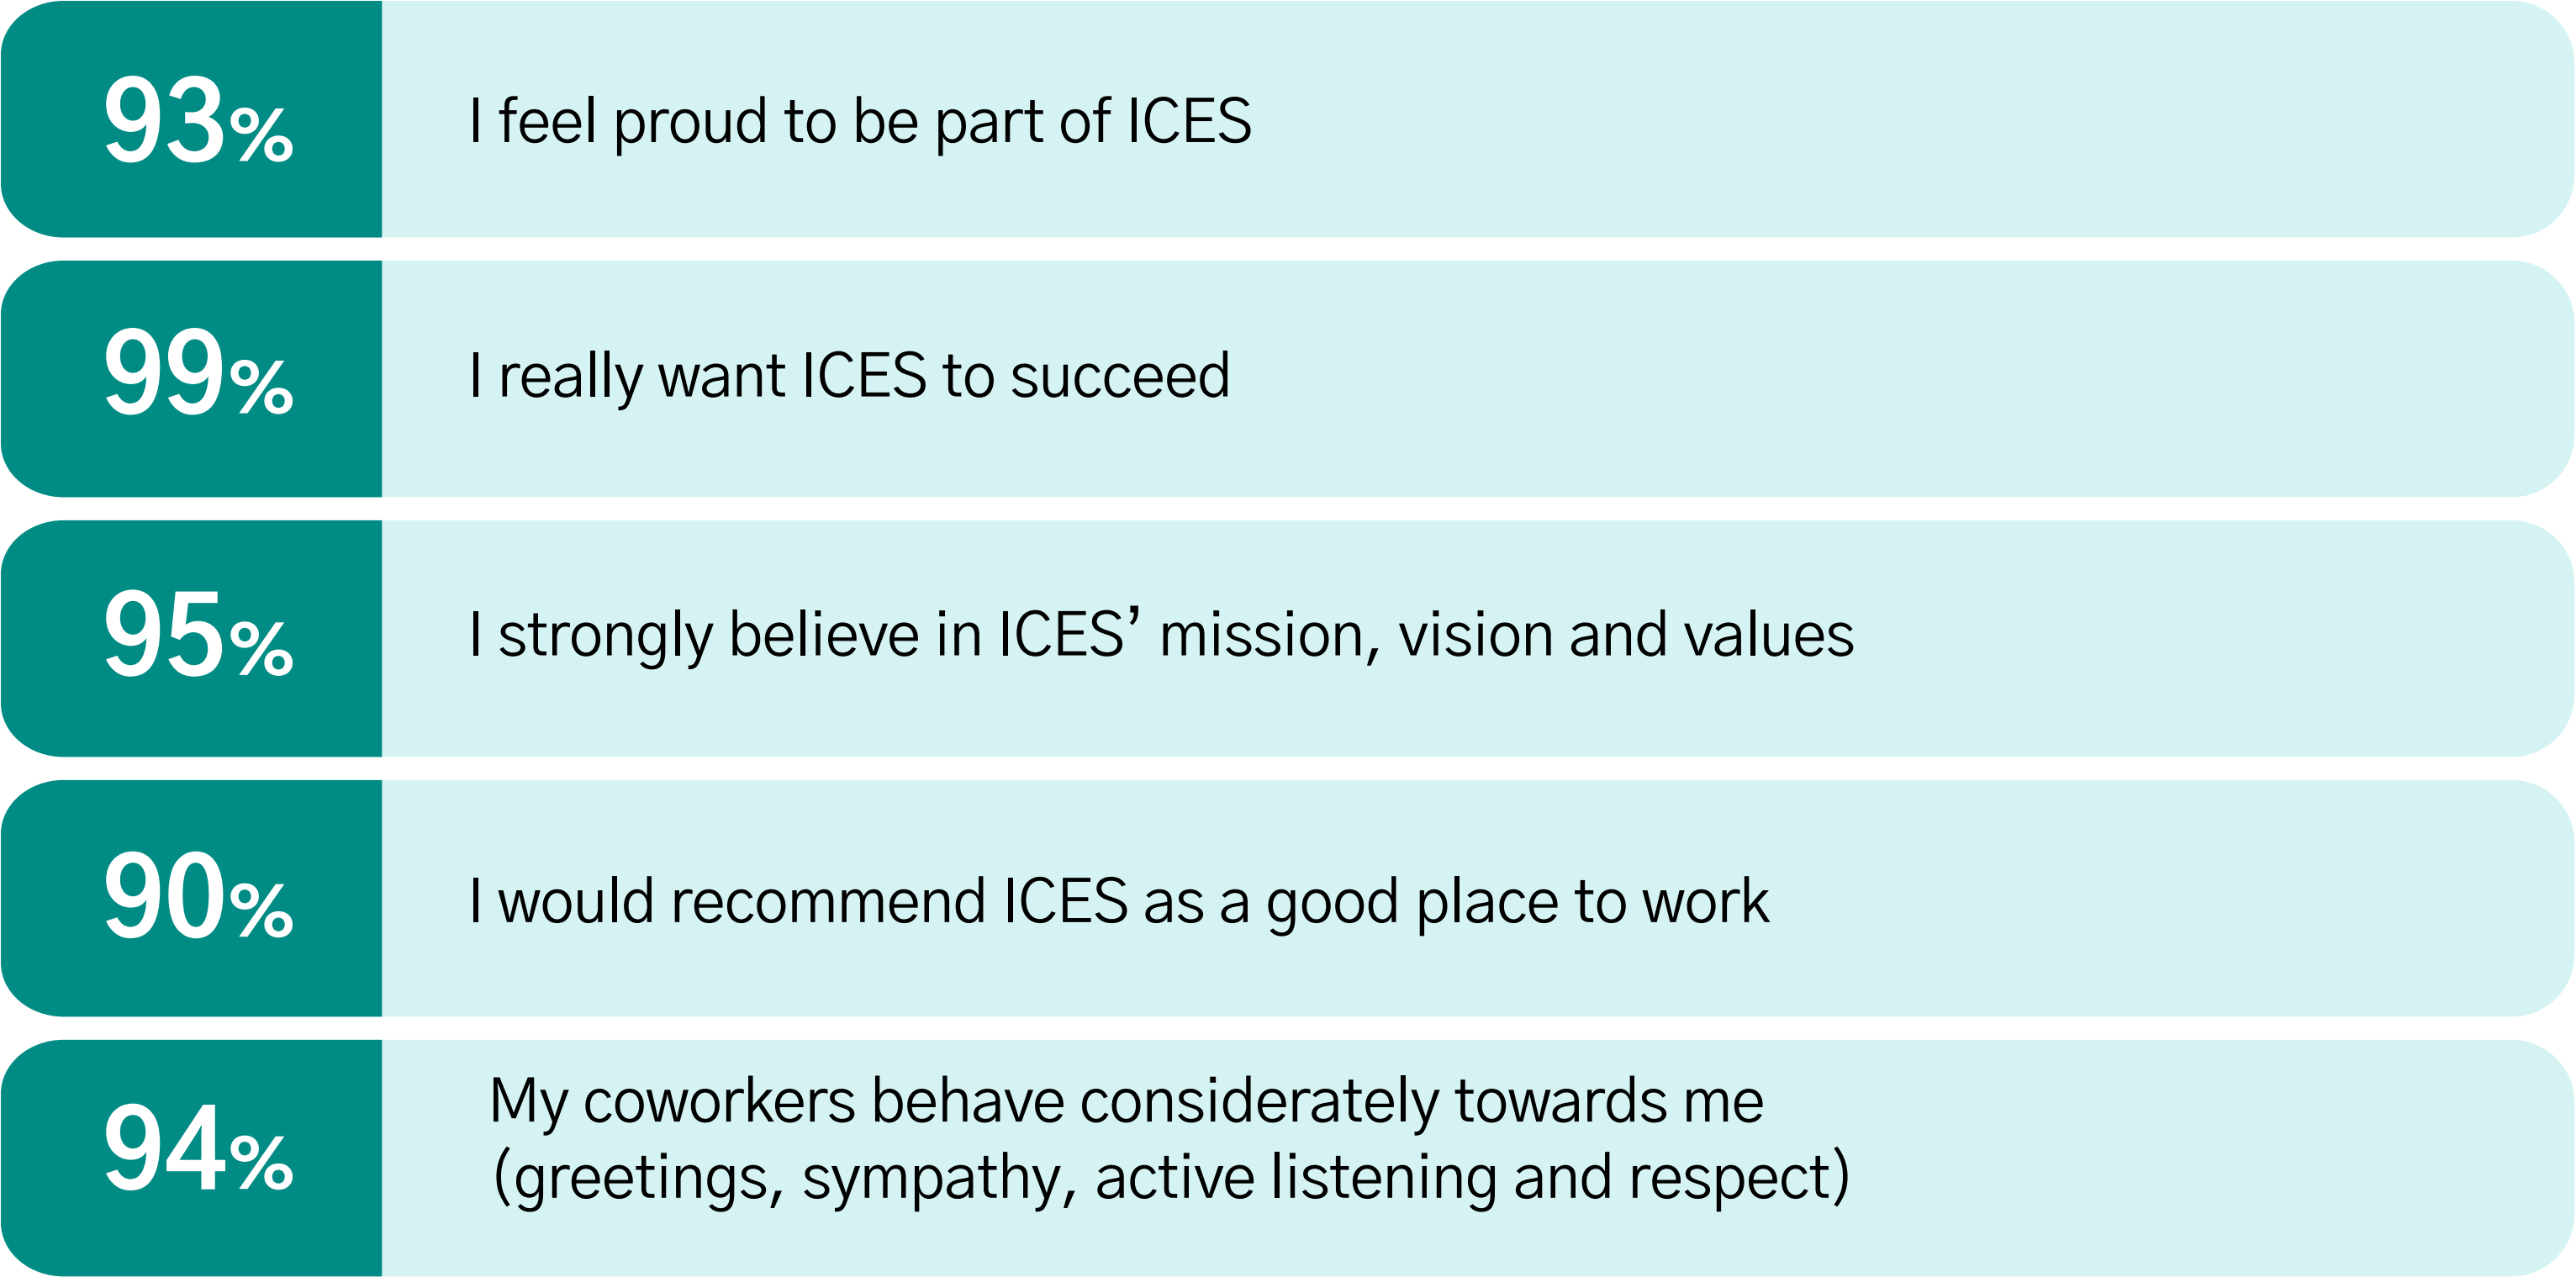 93%
I feel proud to be part of ICES
99%
I really want ICES to succeed
95%
I strongly believe in ICES’ mission, vision and values
90%
I would recommend ICES as a good place to work
94%
My coworkers behave considerately towards me
(greetings, sympathy, active listening and respect)